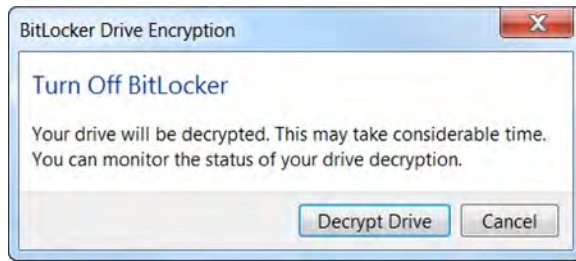 BitLocker Drive Encryption
Turn Off BitLocker
Your drive will be decrypted. This may take considerable time.
You can monitor the status of your drive decryption.
Decrypt Drive Cancel